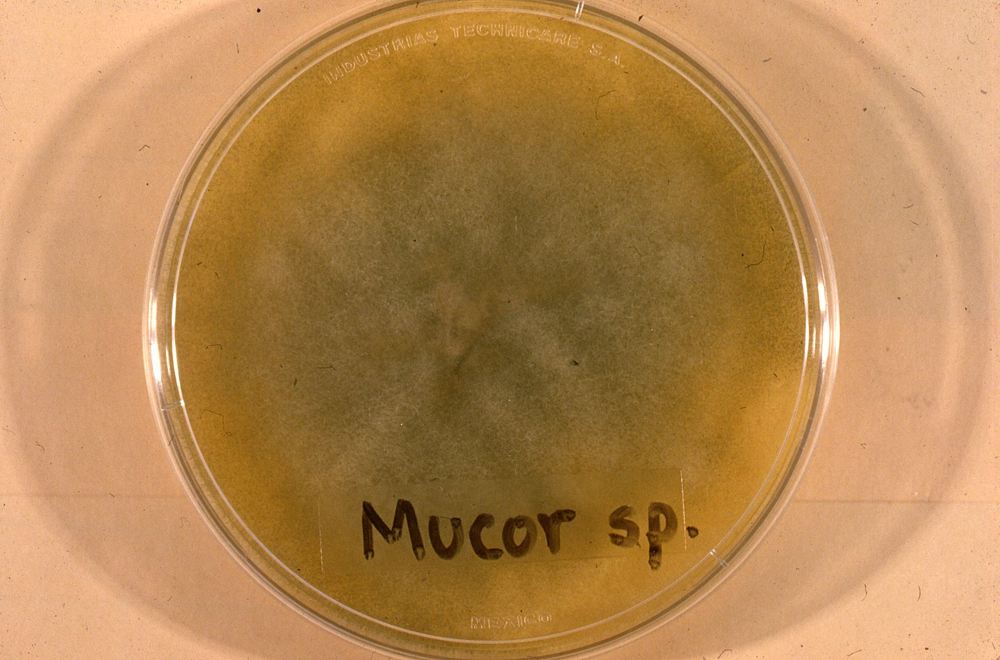 INDUSTRIAS TECHNICARE S.A.
Mucor sp.
MEXICO